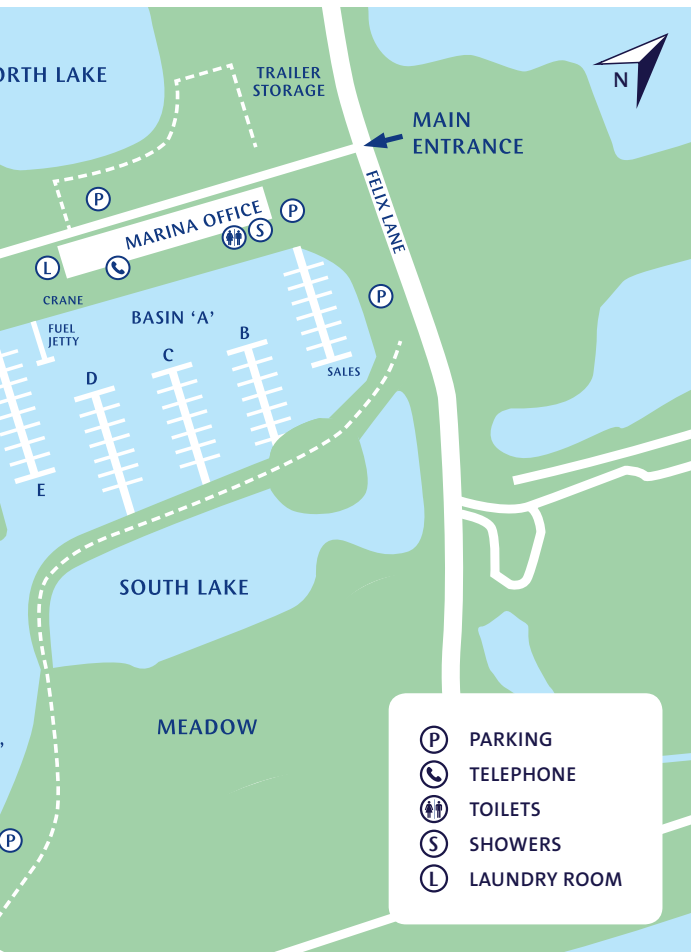 ORTH LAKE
TRAILER
STORAGE
N
MAIN
ENTRANCE
FELIX LANE
P
MARINA OFFICE
P
S
L
CRANE
FUEL
JETTY
BASIN ‘A’
P
B
C
D
SALES
E
SOUTH LAKE
MEADOW
’
P
P PARKING
TELEPHONE
TOILETS
S SHOWERS
L LAUNDRY ROOM